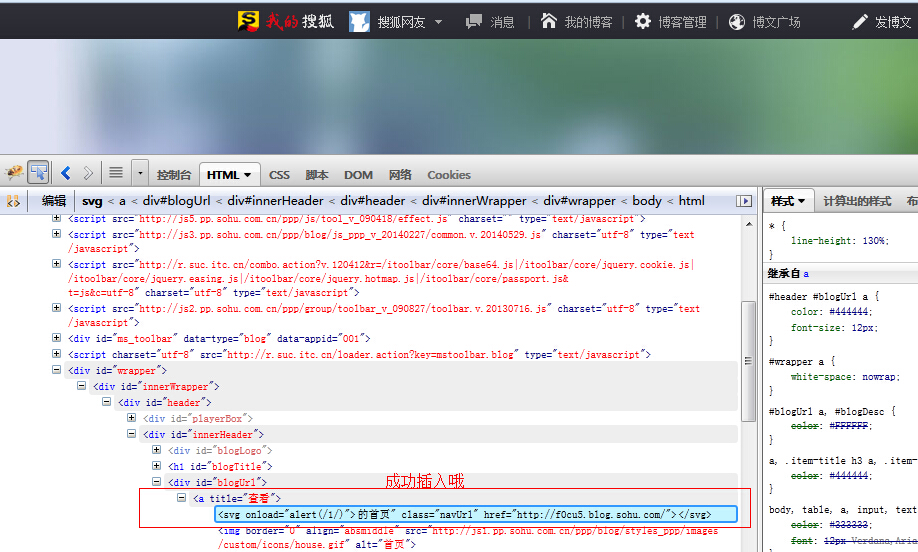 我的搜狐 搜狐网友 消息 我的博客 博客管理 博文广场 发博文
控制台 HTML CSS 脚本 DOM 网络 Cookies
编辑 svg < a < div#blogUrl < div#innerHeader < div#header < div#innerWrapper < div#wrapper < body < html
<script src="http://js5.pp.sohu.com.cn/ppp/js/tool_v_090418/effect.js" charset="" type="text/javascript">
<script src="http://js3.pp.sohu.com.cn/ppp/blog/js_ppp_v_20140227/common.v.20140529.js" charset="utf-8" type="text
/javascript">
<script src="http://r.suc.itc.cn/combo.action?v.120412&r=/itoolbar/core/base64.js|/itoolbar/core/jquery.cookie.js|
/itoolbar/core/jquery.easing.js|/itoolbar/core/jquery.hotmap.js|/itoolbar/core/passport.js&
t=js&c=utf-8" charset="utf-8" type="text/javascript">
<script src="http://js2.pp.sohu.com.cn/ppp/group/toolbar_v_090827/toolbar.v.20130716.js" charset="utf-8" type="text
/javascript">
<div id="ms_toolbar" data-type="blog" data-appid="001">
<script charset="utf-8" src="http://r.suc.itc.cn/loader.action?key=mstoolbar.blog" type="text/javascript">
<div id="wrapper">
<div id="innerWrapper">
<div id="header">
<div id="playerBox">
<div id="innerHeader">
<div id="blogLogo">
<h1 id="blogTitle">
<div id="blogUrl">
成功插入哦
<a title="查看">
<svg onload="alert(/1/)">的首页" class="navUrl" href="http://f0cu5.blog.sohu.com/"></svg>
<img border="0" align="absmiddle" src="http://js1.pp.sohu.com.cn/ppp/blog/styles_ppp/images
/custom/icons/house.gif" alt="首页">
样式 计算出的样式 布
* {
line-height: 130%;
}
继承自 a
#header #blogUrl a {
color: #444444;
font-size: 12px;
}
#wrapper a {
white-space: nowrap;
}
#blogUrl a, #blogDesc {
color: #FFFFFF;
}
a, .item-title h3 a, .item-
color: #444444;
}
body, table, a, input, text
color: #333333;
font: 12px Verdana,Aria